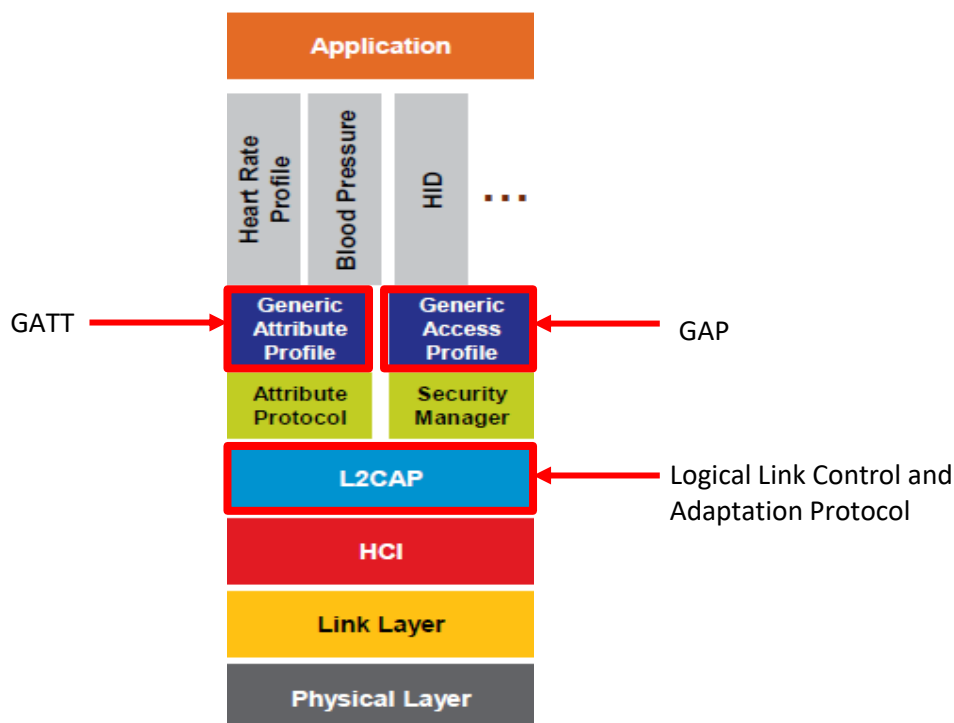 Application
Heart Rate
Profile
Blood Pressure
HID
...
GATT
Generic
Attribute
Profile
Generic
Access
Profile
GAP
Attribute
Protocol
Security
Manager
L2CAP
Logical Link Control and
Adaptation Protocol
HCI
Link Layer
Physical Layer